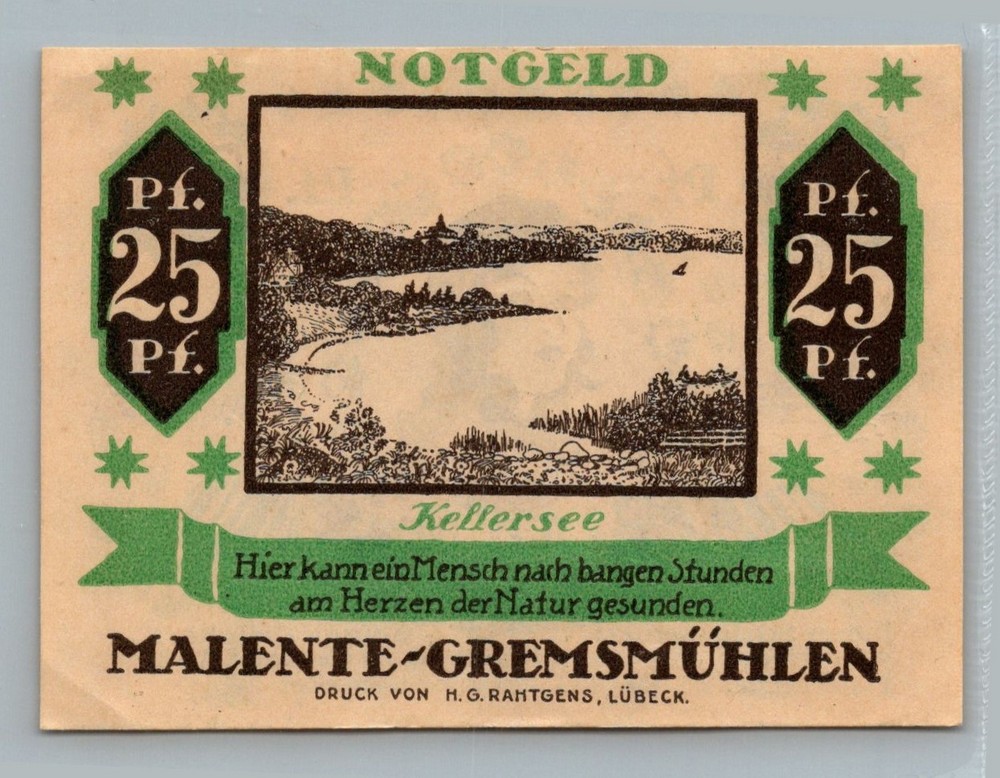 NOTGELD
Pf.
25
Pf.
Pf.
25
Pf.
Kellersee
Hier kann ein Mensch nach bangen Stunden
am Herzen der Natur gesunden.
MALENTE-GREMSMÜHLEN
DRUCK VON H.G. RAHTGENS, LÜBECK.